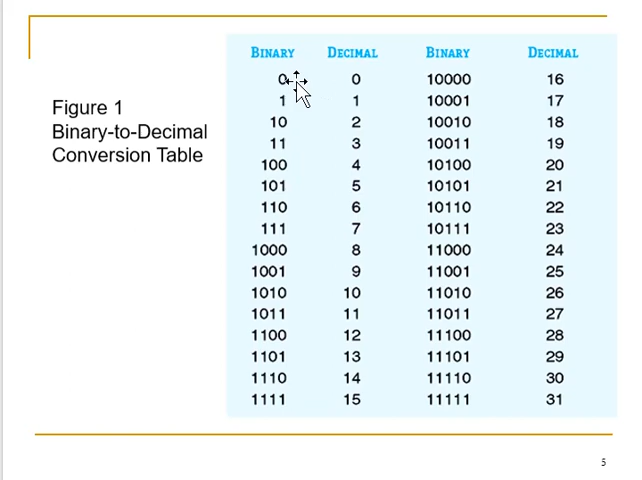 BINARY DECIMAL BINARY DECIMAL
0 0 10000 16
1 1 10001 17
10 2 10010 18
11 3 10011 19
100 4 10100 20
101 5 10101 21
110 6 10110 22
111 7 10111 23
1000 8 11000 24
1001 9 11001 25
1010 10 11010 26
1011 11 11011 27
1100 12 11100 28
1101 13 11101 29
1110 14 11110 30
1111 15 11111 31
Figure 1
Binary-to-Decimal
Conversion Table
5